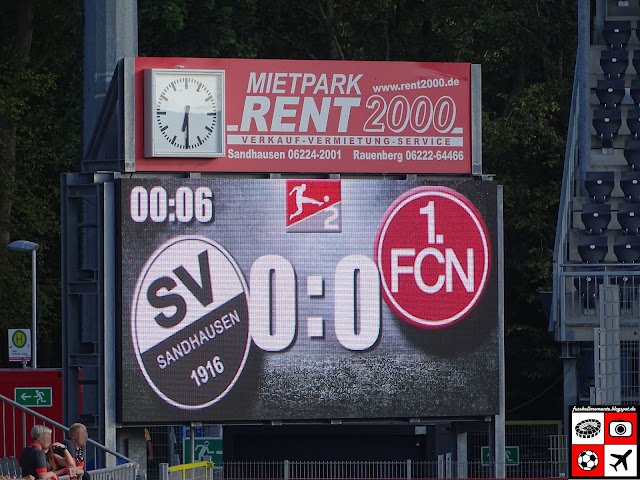 MIETPARK
www.rent2000.de
RENT 2000
VERKAUF-VERMIETUNG-SERVICE
Sandhausen 06224-2001 Rauenberg 06222-64466
00:06
2
SV
SANDHAUSEN
1916
0:0
1.
FCN
H
fussballmomente.blogspot.de